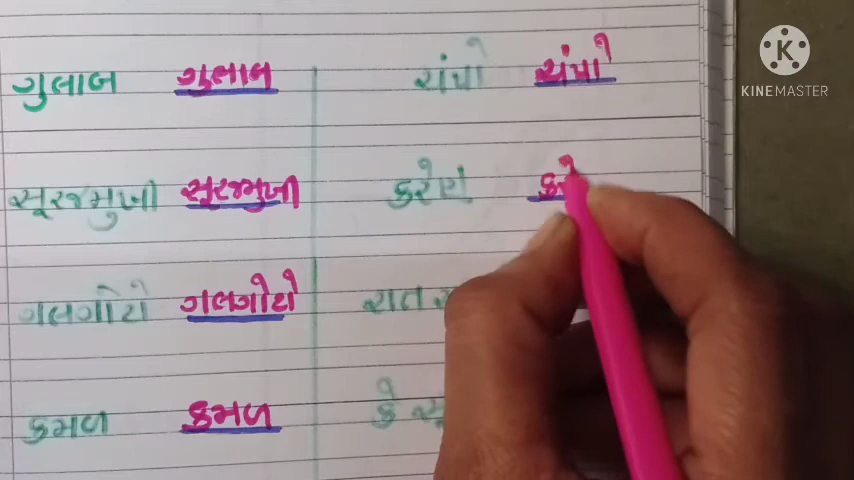 ગુલાબ ગુલાબ ચંપો ચંપો
સૂરજમુખી સૂરજમુખી કરેણ
ગલગોટો ગલગોટો રાત
કમળ કમળ
KINEMASTER